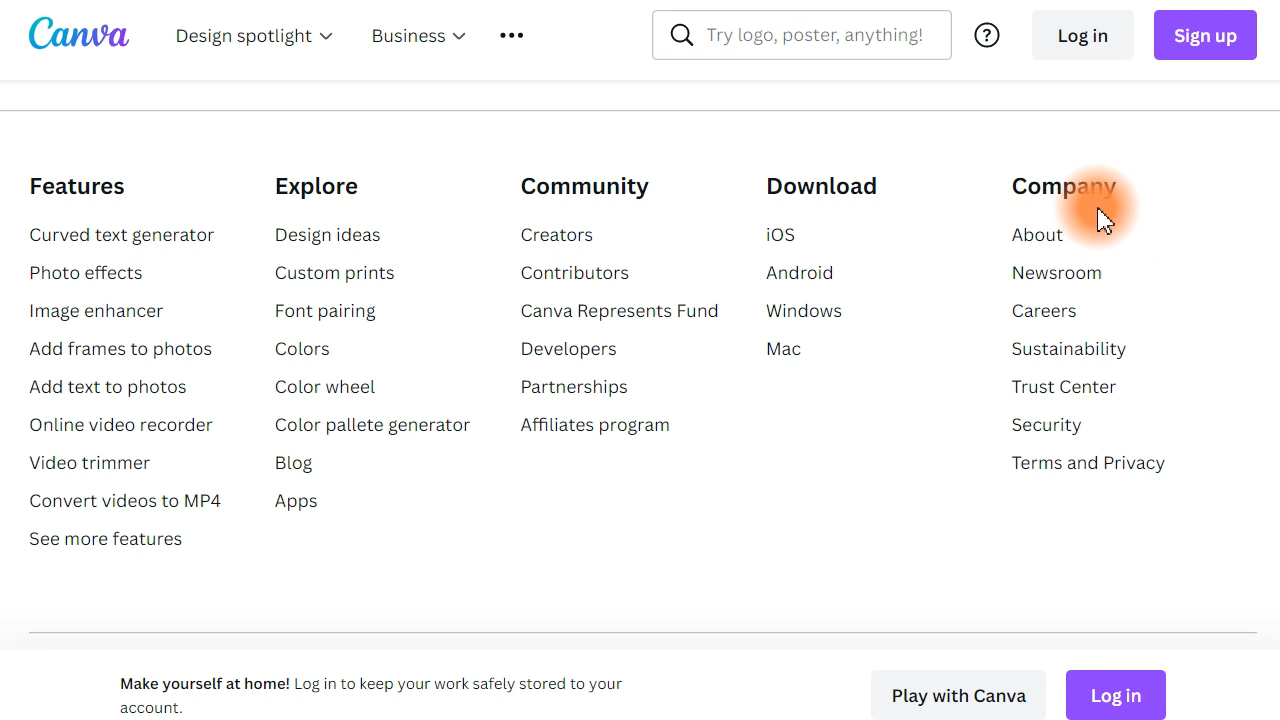 Canva
Design spotlight
Business
•••
Try logo, poster, anything!
?
Log in
Sign up
Features
Curved text generator
Photo effects
Image enhancer
Add frames to photos
Add text to photos
Online video recorder
Video trimmer
Convert videos to MP4
See more features
Explore
Design ideas
Custom prints
Font pairing
Colors
Color wheel
Color pallete generator
Blog
Apps
Community
Creators
Contributors
Canva Represents Fund
Developers
Partnerships
Affiliates program
Download
iOS
Android
Windows
Mac
Company
About
Newsroom
Careers
Sustainability
Trust Center
Security
Terms and Privacy
Make yourself at home! Log in to keep your work safely stored to your
account.
Play with Canva
Log in